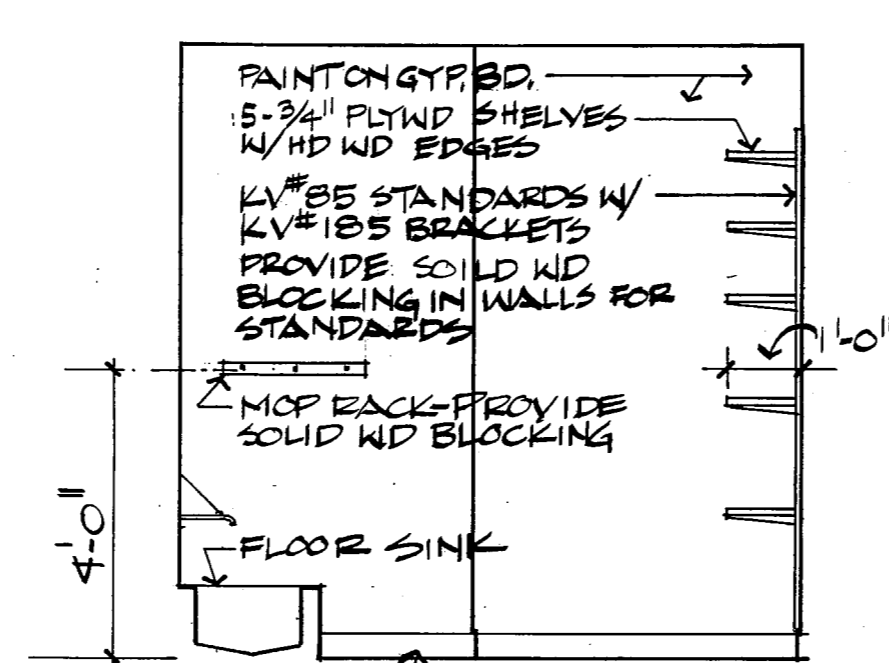 PAINT ON GYP. BD.
5-3/4" PLYWD SHELVES
W/ HD WD EDGES
KV#85 STANDARDS W/
KV#185 BRACKETS
PROVIDE SOILD WD
BLOCKING IN WALLS FOR
STANDARDS
1'-0"
MOP RACK-PROVIDE
SOLID WD BLOCKING
4'-0"
FLOOR SINK